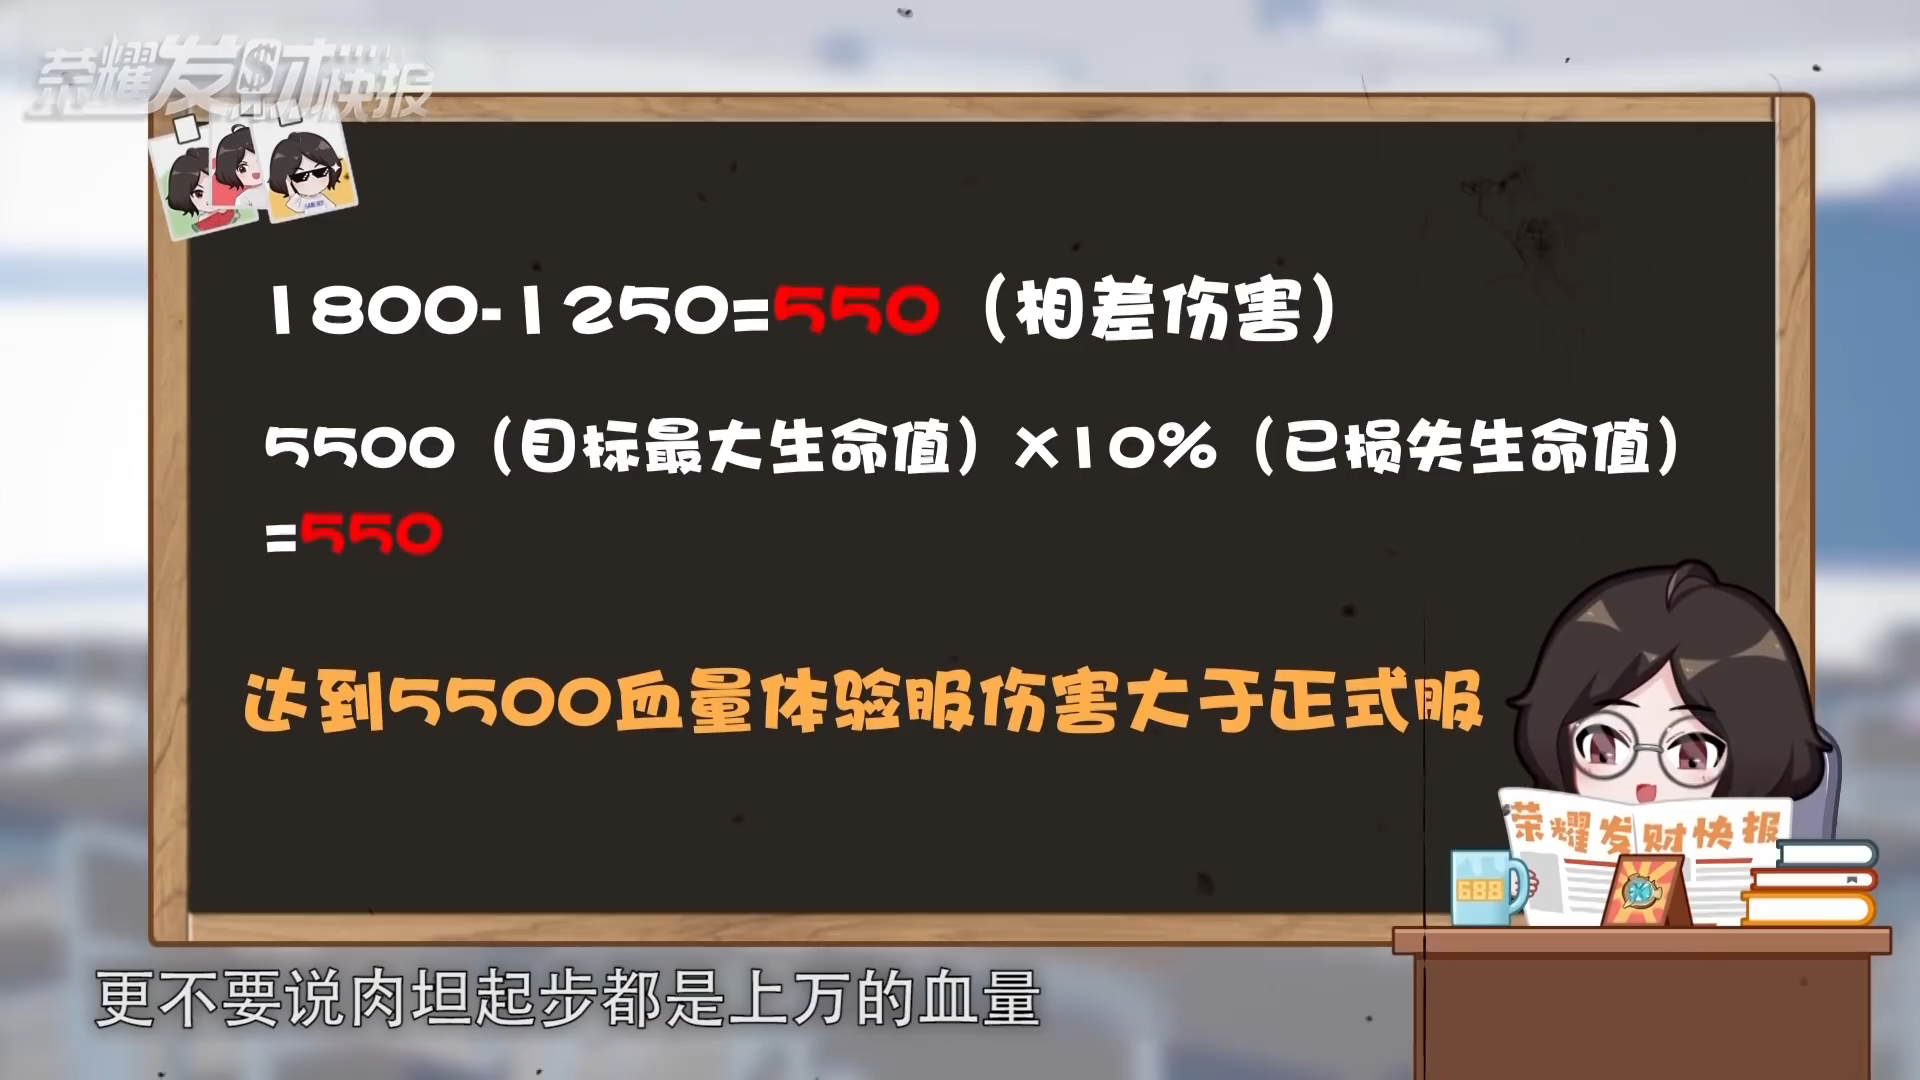 荣耀发财快报
1800-1250=550（相差伤害）
5500（目标最大生命值）X10%（已损失生命值）
=550
达到5500血量体验服伤害大于正式服
荣耀发财快报
688
更不要说肉坦起步都是上万的血量